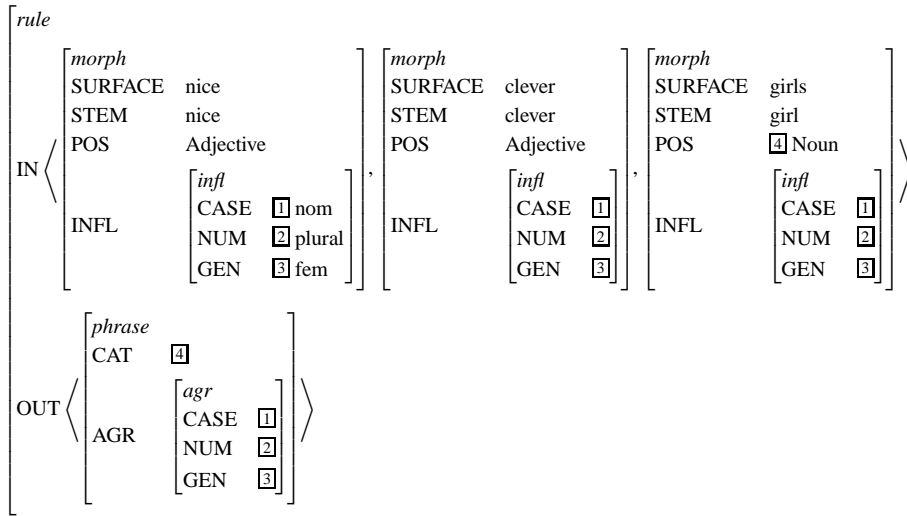 rule
IN ⟨ morph morph morph ⟩
SURFACE nice SURFACE clever SURFACE girls
STEM nice STEM clever STEM girl
POS Adjective , POS Adjective , POS 4 Noun
infl infl infl
CASE 1 nom CASE 1 CASE 1
INFL NUM 2 plural INFL NUM 2 INFL NUM 2
GEN 3 fem GEN 3 GEN 3
phrase
CAT 4
agr
OUT ⟨ CASE 1 ⟩
AGR NUM 2
GEN 3